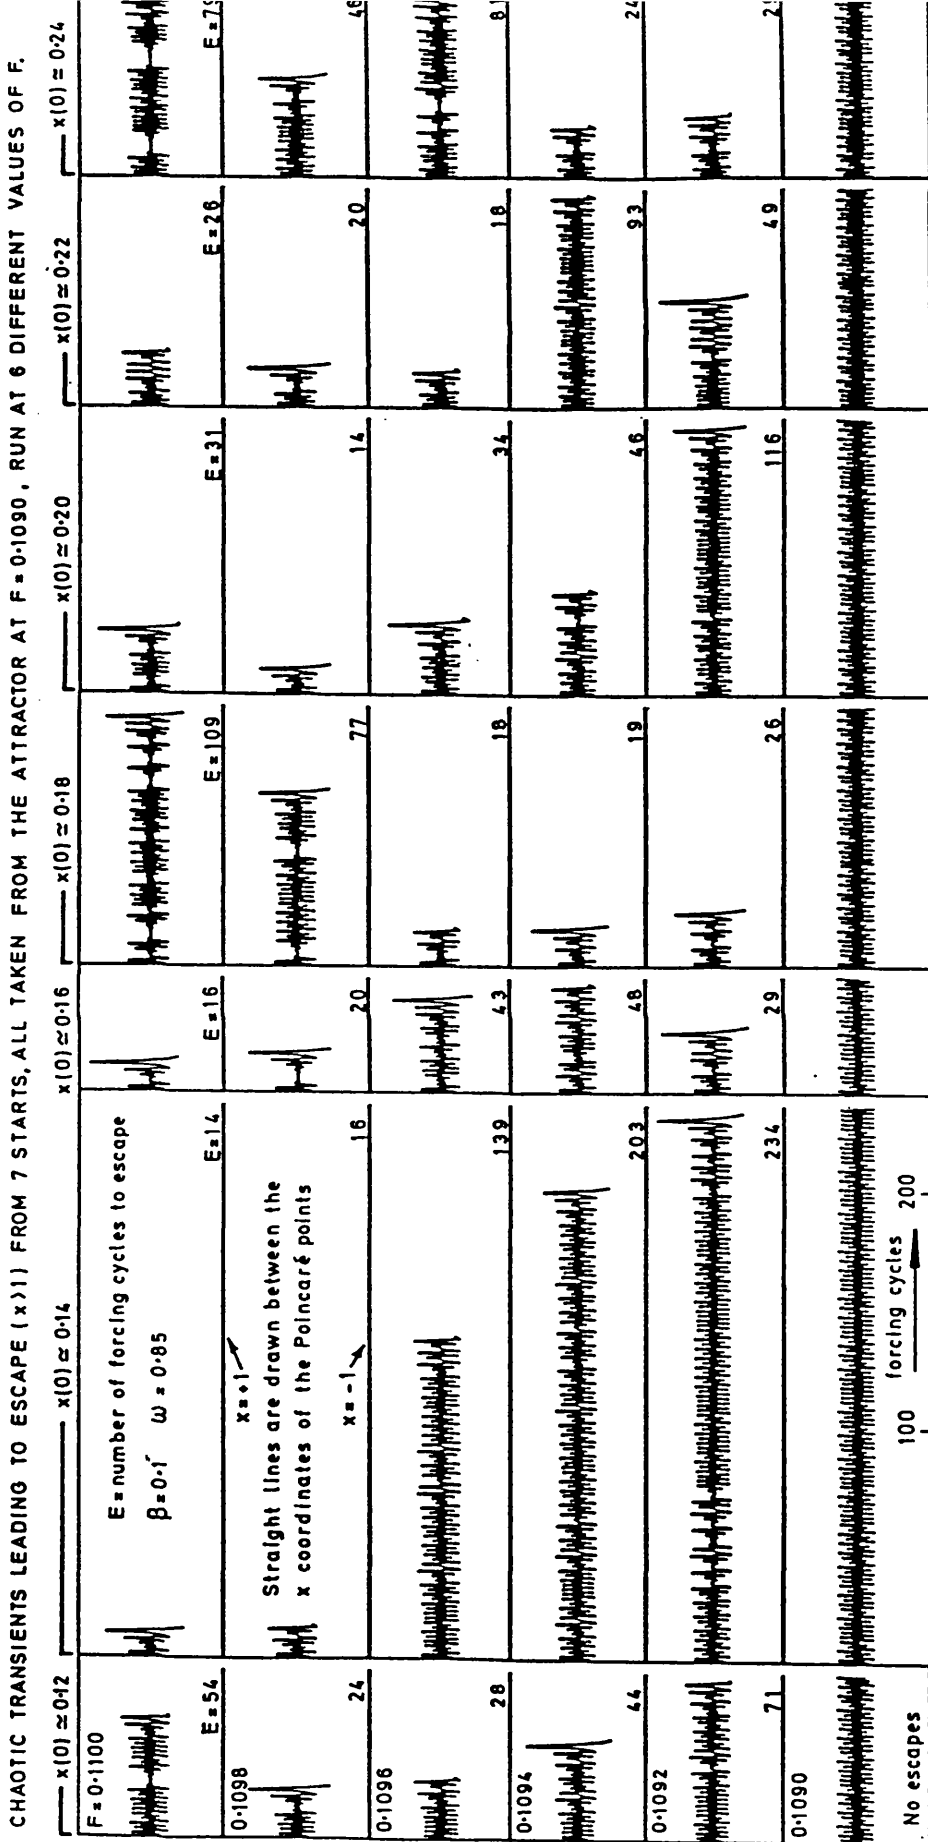 CHAOTIC TRANSIENTS LEADING TO ESCAPE (x>1) FROM 7 STARTS, ALL TAKEN FROM THE ATTRACTOR AT F=0·1090, RUN AT 6 DIFFERENT VALUES OF F.
x(0)≃0·12 x(0)≃0·14 x(0)≃0·16 x(0)≃0·18 x(0)≃0·20 x(0)≃0·22 x(0)≃0·24
F=0·1100
E=number of forcing cycles to escape
β=0·1 ω=0·85
E=54 E=14 E=16 E=109 E=31 E=26 E=79
0·1098
x=+1
Straight lines are drawn between the
x coordinates of the Poincaré points
x=-1
24 16 20 77 14 20 46
0·1096
28 139 43 18 34 18 81
0·1094
44 203 48 19 46 93 24
0·1092
71 234 29 26 116 49
0·1090
No escapes
100 forcing cycles 200